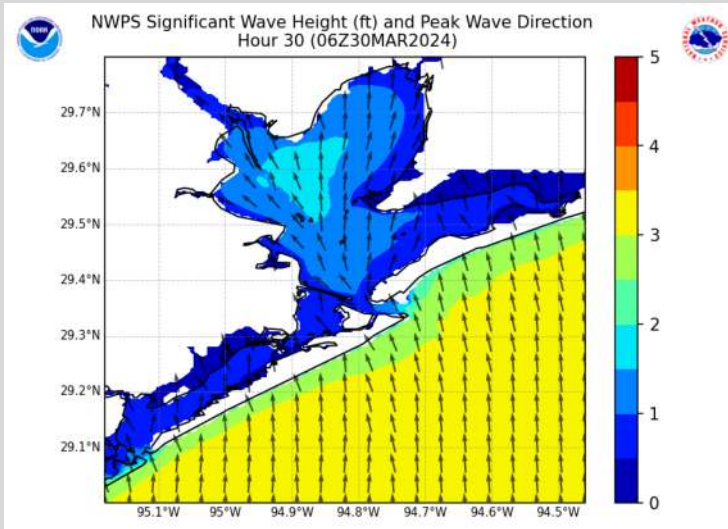 NWPS Significant Wave Height (ft) and Peak Wave Direction
Hour 30 (06Z30MAR2024)
29.7°N
29.6°N
29.5°N
29.4°N
29.3°N
29.2°N
29.1°N
95.1°W
95°W
94.9°W
94.8°W
94.7°W
94.6°W
94.5°W
5
4
3
2
1
0